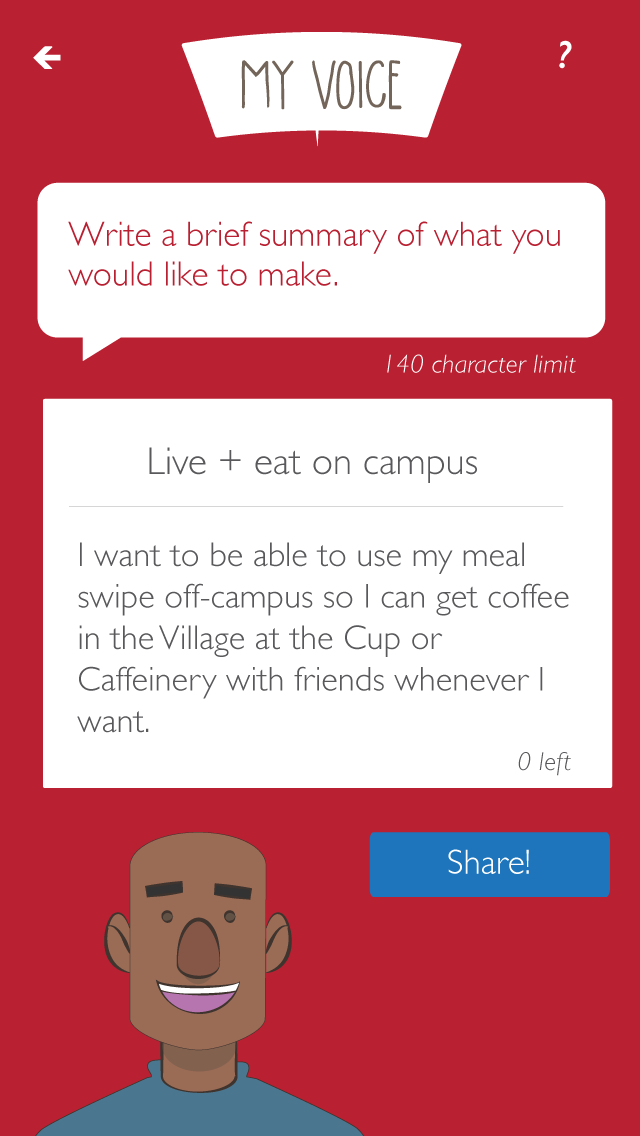 MY VOICE
?
Write a brief summary of what you
would like to make.
140 character limit
Live + eat on campus
I want to be able to use my meal
swipe off-campus so I can get coffee
in the Village at the Cup or
Caffeinery with friends whenever I
want.
0 left
Share!